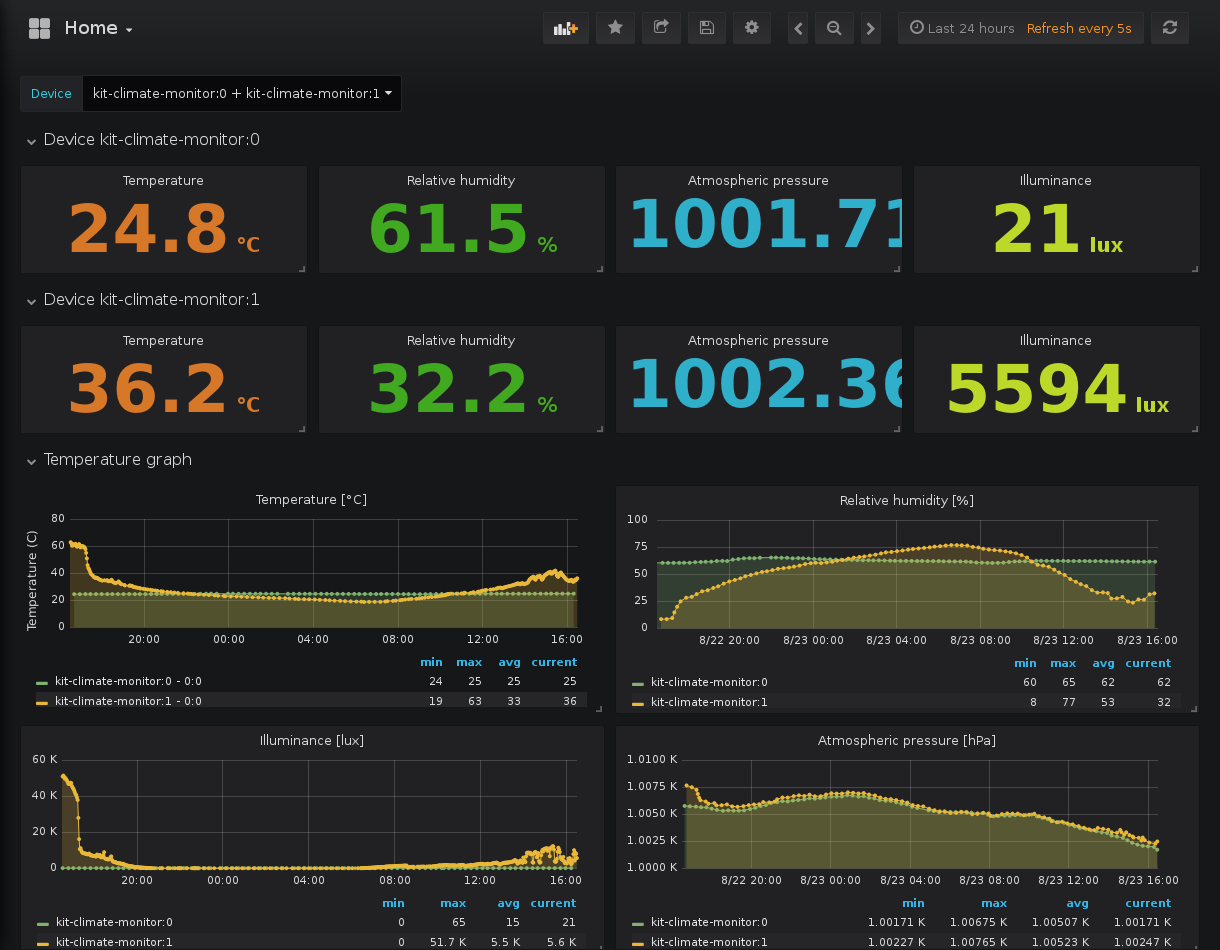 Home
Last 24 hours Refresh every 5s
Device kit-climate-monitor:0 + kit-climate-monitor:1
Device kit-climate-monitor:0
Temperature Relative humidity Atmospheric pressure Illuminance
24.8 °C 61.5 % 1001.71 21 lux
Device kit-climate-monitor:1
Temperature Relative humidity Atmospheric pressure Illuminance
36.2 °C 32.2 % 1002.36 5594 lux
Temperature graph
Temperature [°C]
Temperature (C)
80
60
40
20
0
20:00 00:00 04:00 08:00 12:00 16:00
min max avg current
kit-climate-monitor:0 - 0:0 24 25 25 25
kit-climate-monitor:1 - 0:0 19 63 33 36
Relative humidity [%]
100
75
50
25
0
8/22 20:00 8/23 00:00 8/23 04:00 8/23 08:00 8/23 12:00 8/23 16:00
min max avg current
kit-climate-monitor:0 60 65 62 62
kit-climate-monitor:1 8 77 53 32
Illuminance [lux]
60 K
40 K
20 K
0
20:00 00:00 04:00 08:00 12:00 16:00
min max avg current
kit-climate-monitor:0 0 65 15 21
kit-climate-monitor:1 0 51.7 K 5.5 K 5.6 K
Atmospheric pressure [hPa]
1.0100 K
1.0075 K
1.0050 K
1.0025 K
1.0000 K
8/22 20:00 8/23 00:00 8/23 04:00 8/23 08:00 8/23 12:00 8/23 16:00
min max avg current
kit-climate-monitor:0 1.00171 K 1.00675 K 1.00507 K 1.00171 K
kit-climate-monitor:1 1.00227 K 1.00765 K 1.00523 K 1.00247 K